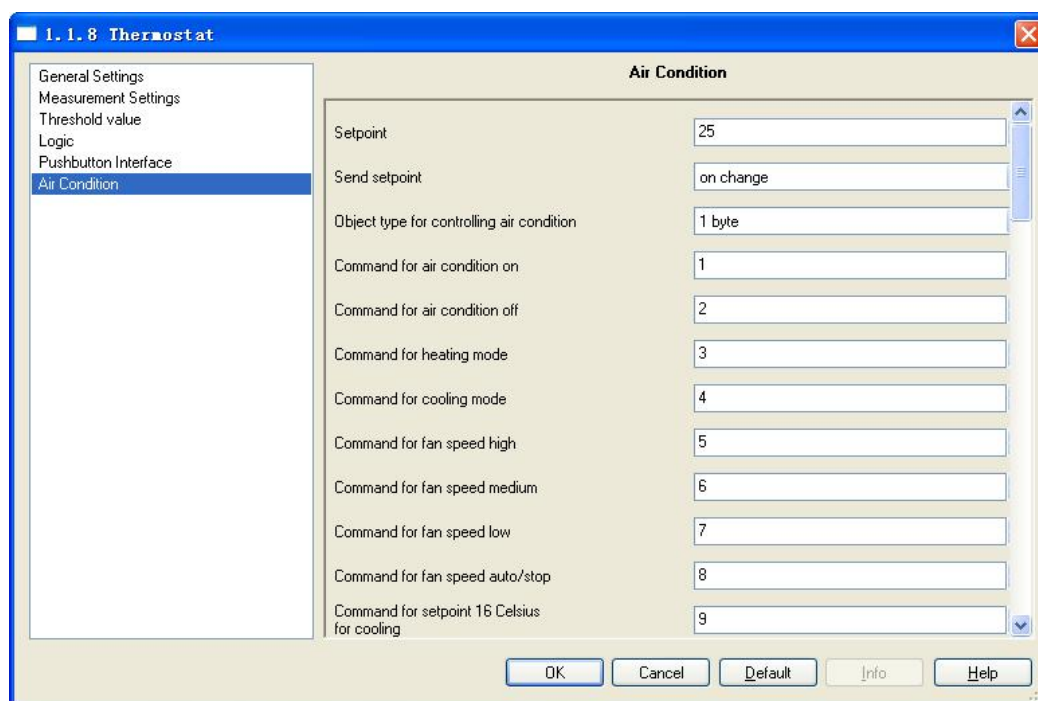 1.1.8 Thermostat
General Settings
Measurement Settings
Threshold value
Logic
Pushbutton Interface
Air Condition
Air Condition
Setpoint 25
Send setpoint on change
Object type for controlling air condition 1 byte
Command for air condition on 1
Command for air condition off 2
Command for heating mode 3
Command for cooling mode 4
Command for fan speed high 5
Command for fan speed medium 6
Command for fan speed low 7
Command for fan speed auto/stop 8
Command for setpoint 16 Celsius
for cooling 9
OK Cancel Default Info Help